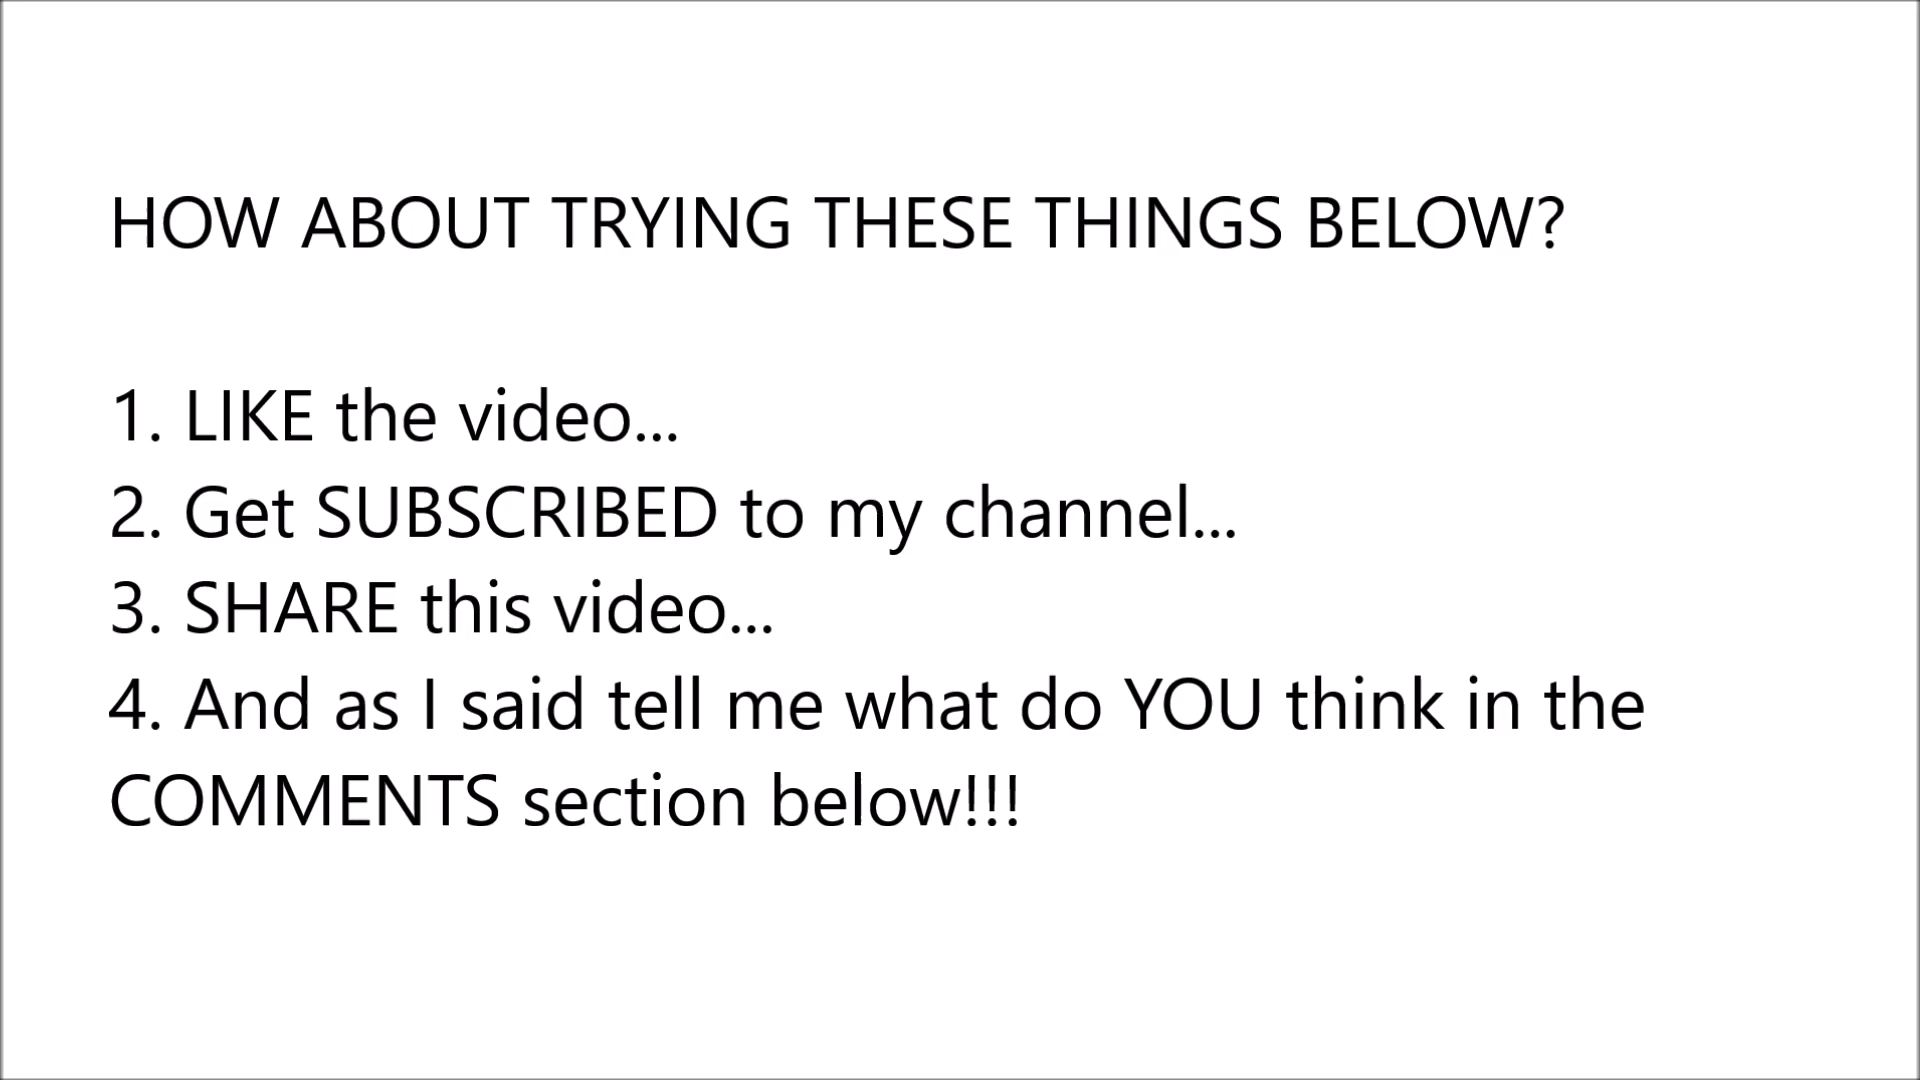 HOW ABOUT TRYING THESE THINGS BELOW?
1. LIKE the video...
2. Get SUBSCRIBED to my channel...
3. SHARE this video...
4. And as I said tell me what do YOU think in the
COMMENTS section below!!!